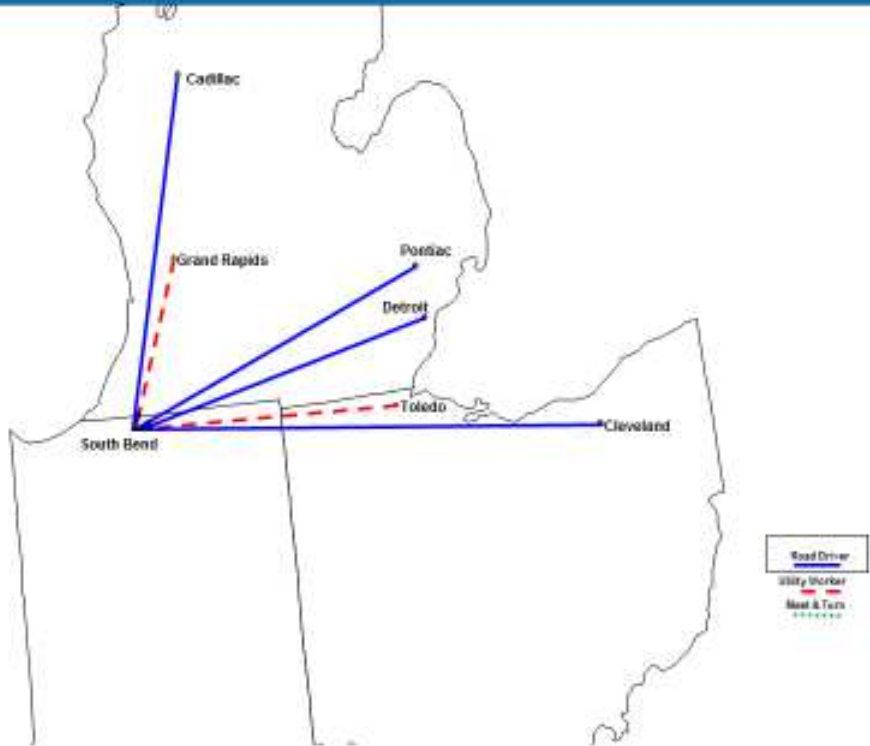 Cadillac
Grand Rapids
Pontiac
Detroit
Toledo
Cleveland
South Bend
Road Driver
Utility Worker
Meet & Turn